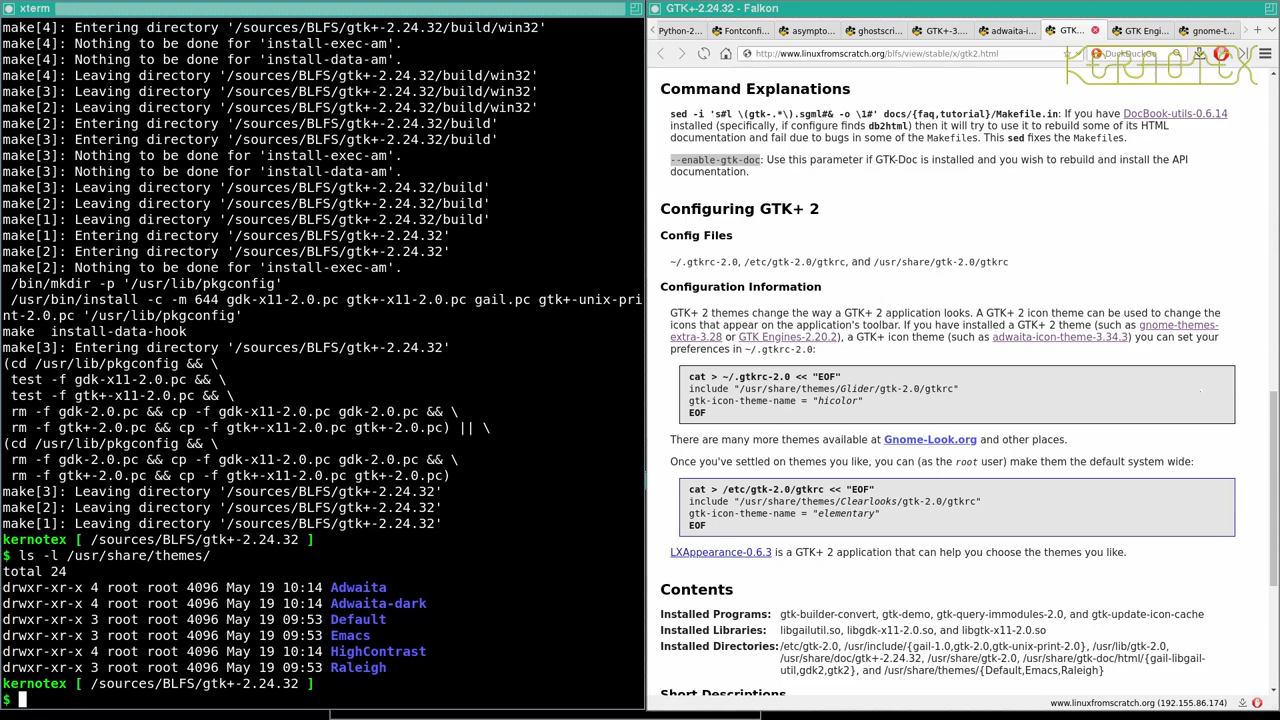 xterm
make[4]: Entering directory '/sources/BLFS/gtk+-2.24.32/build/win32'
make[4]: Nothing to be done for 'install-exec-am'.
make[4]: Nothing to be done for 'install-data-am'.
make[4]: Leaving directory '/sources/BLFS/gtk+-2.24.32/build/win32'
make[3]: Leaving directory '/sources/BLFS/gtk+-2.24.32/build/win32'
make[2]: Leaving directory '/sources/BLFS/gtk+-2.24.32/build/win32'
make[2]: Entering directory '/sources/BLFS/gtk+-2.24.32/build'
make[3]: Entering directory '/sources/BLFS/gtk+-2.24.32/build'
make[3]: Nothing to be done for 'install-exec-am'.
make[3]: Nothing to be done for 'install-data-am'.
make[3]: Leaving directory '/sources/BLFS/gtk+-2.24.32/build'
make[2]: Leaving directory '/sources/BLFS/gtk+-2.24.32/build'
make[1]: Leaving directory '/sources/BLFS/gtk+-2.24.32/build'
make[1]: Entering directory '/sources/BLFS/gtk+-2.24.32'
make[2]: Entering directory '/sources/BLFS/gtk+-2.24.32'
make[2]: Nothing to be done for 'install-exec-am'.
/bin/mkdir -p '/usr/lib/pkgconfig'
/usr/bin/install -c -m 644 gdk-x11-2.0.pc gtk+-x11-2.0.pc gail.pc gtk+-unix-pri
nt-2.0.pc '/usr/lib/pkgconfig'
make  install-data-hook
make[3]: Entering directory '/sources/BLFS/gtk+-2.24.32'
(cd /usr/lib/pkgconfig && \
test -f gdk-x11-2.0.pc && \
test -f gtk+-x11-2.0.pc && \
rm -f gdk-2.0.pc && cp -f gdk-x11-2.0.pc gdk-2.0.pc && \
rm -f gtk+-2.0.pc && cp -f gtk+-x11-2.0.pc gtk+-2.0.pc) || \
(cd /usr/lib/pkgconfig && \
rm -f gdk-2.0.pc && cp -f gdk-x11-2.0.pc gdk-2.0.pc && \
rm -f gtk+-2.0.pc && cp -f gtk+-x11-2.0.pc gtk+-2.0.pc)
make[3]: Leaving directory '/sources/BLFS/gtk+-2.24.32'
make[2]: Leaving directory '/sources/BLFS/gtk+-2.24.32'
make[1]: Leaving directory '/sources/BLFS/gtk+-2.24.32'
kernotex [ /sources/BLFS/gtk+-2.24.32 ]
$ ls -l /usr/share/themes/
total 24
drwxr-xr-x 4 root root 4096 May 19 10:14 Adwaita
drwxr-xr-x 4 root root 4096 May 19 10:14 Adwaita-dark
drwxr-xr-x 3 root root 4096 May 19 09:53 Default
drwxr-xr-x 3 root root 4096 May 19 09:53 Emacs
drwxr-xr-x 4 root root 4096 May 19 10:14 HighContrast
drwxr-xr-x 3 root root 4096 May 19 09:53 Raleigh
kernotex [ /sources/BLFS/gtk+-2.24.32 ]
$
GTK+-2.24.32 - Falkon
Python-2... Fontconfi... asympto... ghostscri... GTK+-3.... adwaita-i... GTK... GTK Engi... gnome-t...
http://www.linuxfromscratch.org/blfs/view/stable/x/gtk2.html DuckDuckGo
KERNOTEX
Command Explanations
sed -i 's#l \(gtk-.*\).sgml#& -o \1#' docs/{faq,tutorial}/Makefile.in: If you have DocBook-utils-0.6.14
installed (specifically, if configure finds db2html) then it will try to use it to rebuild some of its HTML
documentation and fail due to bugs in some of the Makefiles. This sed fixes the Makefiles.
--enable-gtk-doc: Use this parameter if GTK-Doc is installed and you wish to rebuild and install the API
documentation.
Configuring GTK+ 2
Config Files
~/.gtkrc-2.0, /etc/gtk-2.0/gtkrc, and /usr/share/gtk-2.0/gtkrc
Configuration Information
GTK+ 2 themes change the way a GTK+ 2 application looks. A GTK+ 2 icon theme can be used to change the
icons that appear on the application's toolbar. If you have installed a GTK+ 2 theme (such as gnome-themes-
extra-3.28 or GTK Engines-2.20.2), a GTK+ icon theme (such as adwaita-icon-theme-3.34.3) you can set your
preferences in ~/.gtkrc-2.0:
cat > ~/.gtkrc-2.0 << "EOF"
include "/usr/share/themes/Glider/gtk-2.0/gtkrc"
gtk-icon-theme-name = "hicolor"
EOF
There are many more themes available at Gnome-Look.org and other places.
Once you've settled on themes you like, you can (as the root user) make them the default system wide:
cat > /etc/gtk-2.0/gtkrc << "EOF"
include "/usr/share/themes/Clearlooks/gtk-2.0/gtkrc"
gtk-icon-theme-name = "elementary"
EOF
LXAppearance-0.6.3 is a GTK+ 2 application that can help you choose the themes you like.
Contents
Installed Programs: gtk-builder-convert, gtk-demo, gtk-query-immodules-2.0, and gtk-update-icon-cache
Installed Libraries: libgailutil.so, libgdk-x11-2.0.so, and libgtk-x11-2.0.so
Installed Directories: /etc/gtk-2.0, /usr/include/{gail-1.0,gtk-2.0,gtk-unix-print-2.0}, /usr/lib/gtk-2.0,
/usr/share/doc/gtk+-2.24.32, /usr/share/gtk-2.0, /usr/share/gtk-doc/html/{gail-libgail-
util,gdk2,gtk2}, and /usr/share/themes/{Default,Emacs,Raleigh}
Short Descriptions
www.linuxfromscratch.org (192.155.86.174)